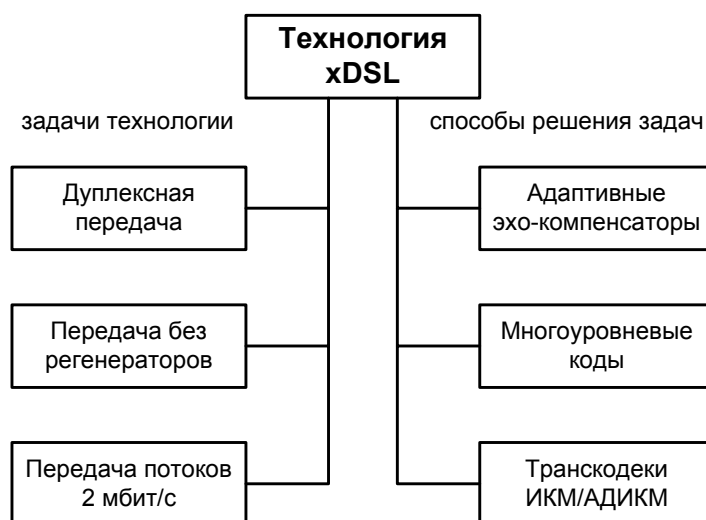 Технология
xDSL
задачи технологии
способы решения задач
Дуплексная
передача
Адаптивные
эхо-компенсаторы
Передача без
регенераторов
Многоуровневые
коды
Передача потоков
2 мбит/с
Транскодеки
ИКМ/АДИКМ